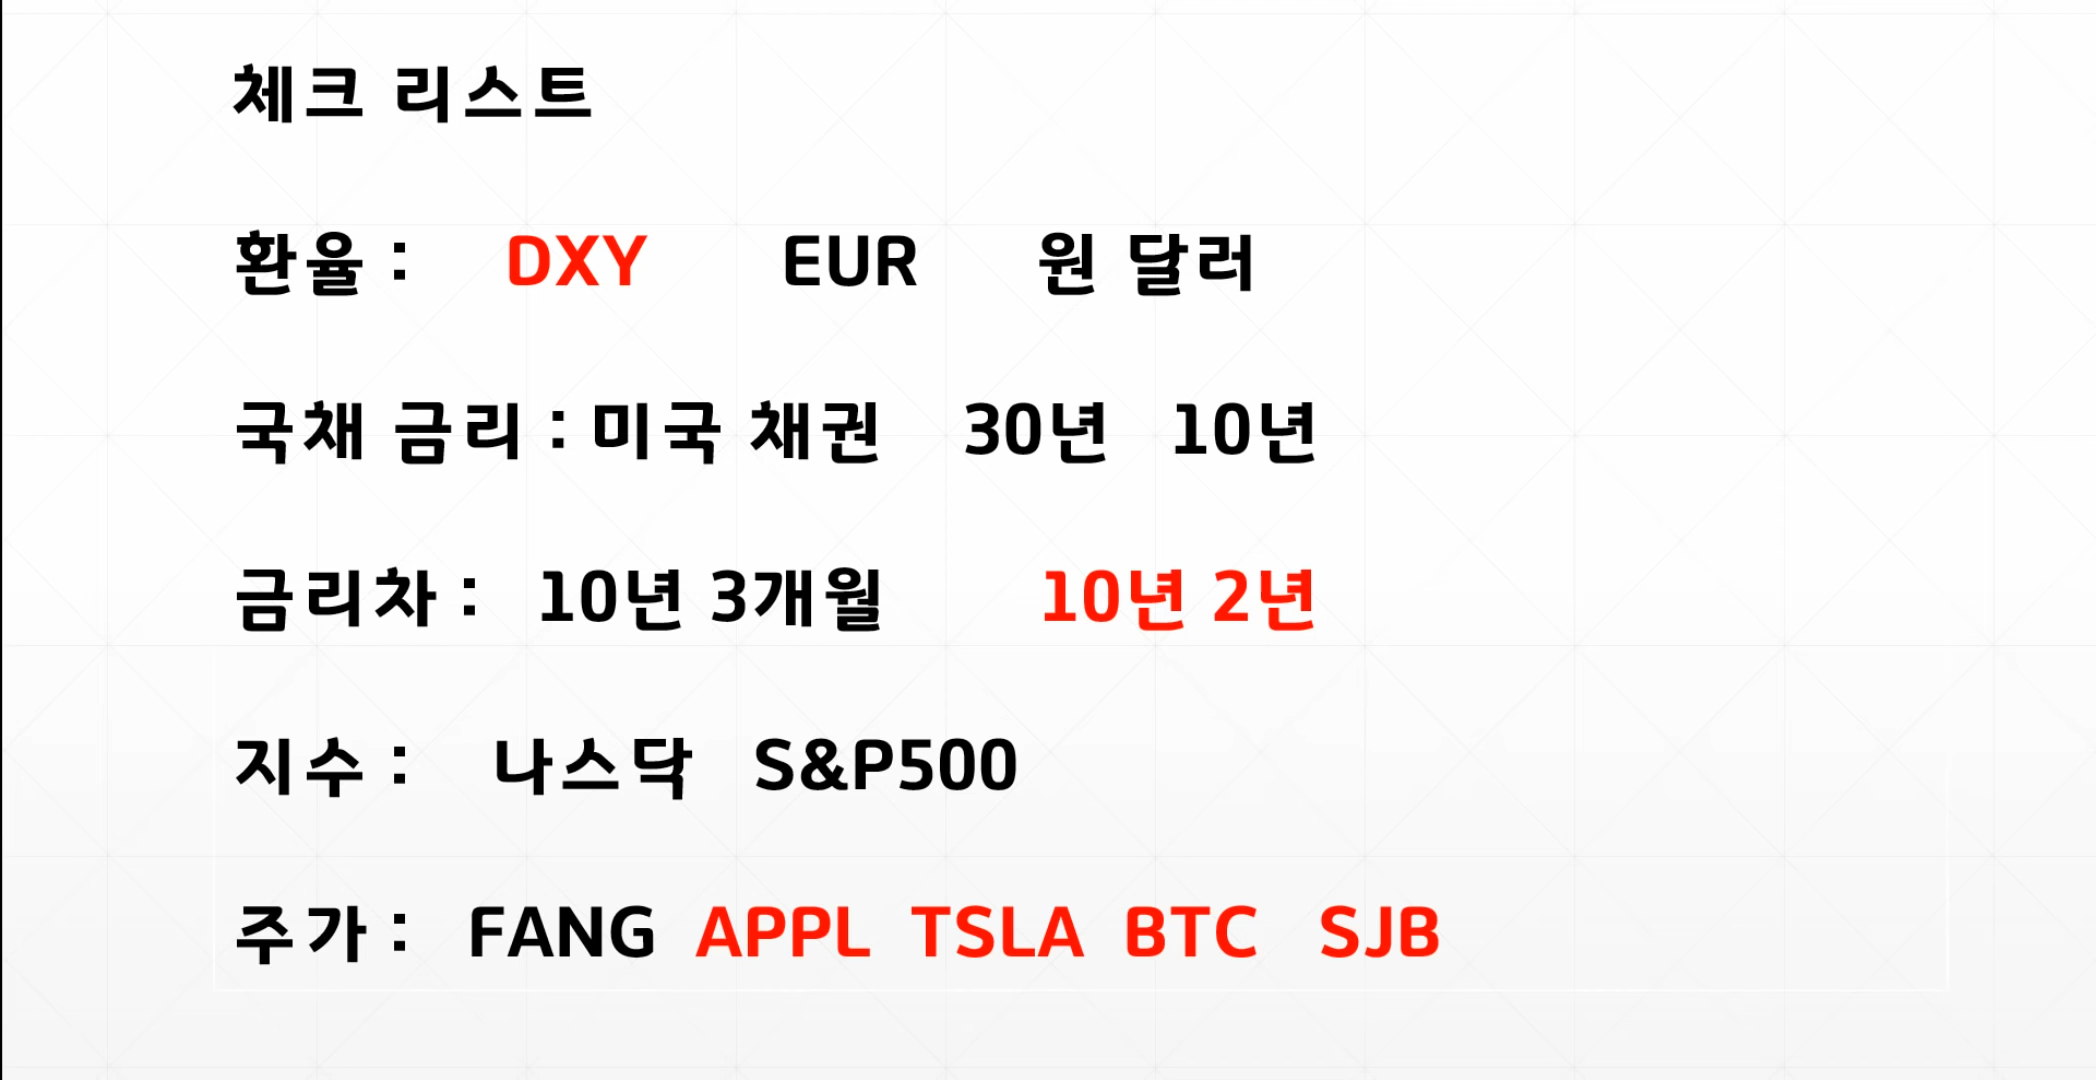 체크 리스트
환율 : DXY EUR 원 달러
국채 금리 : 미국 채권 30년 10년
금리차 : 10년 3개월 10년 2년
지수 : 나스닥 S&P500
주가 : FANG APPL TSLA BTC SJB